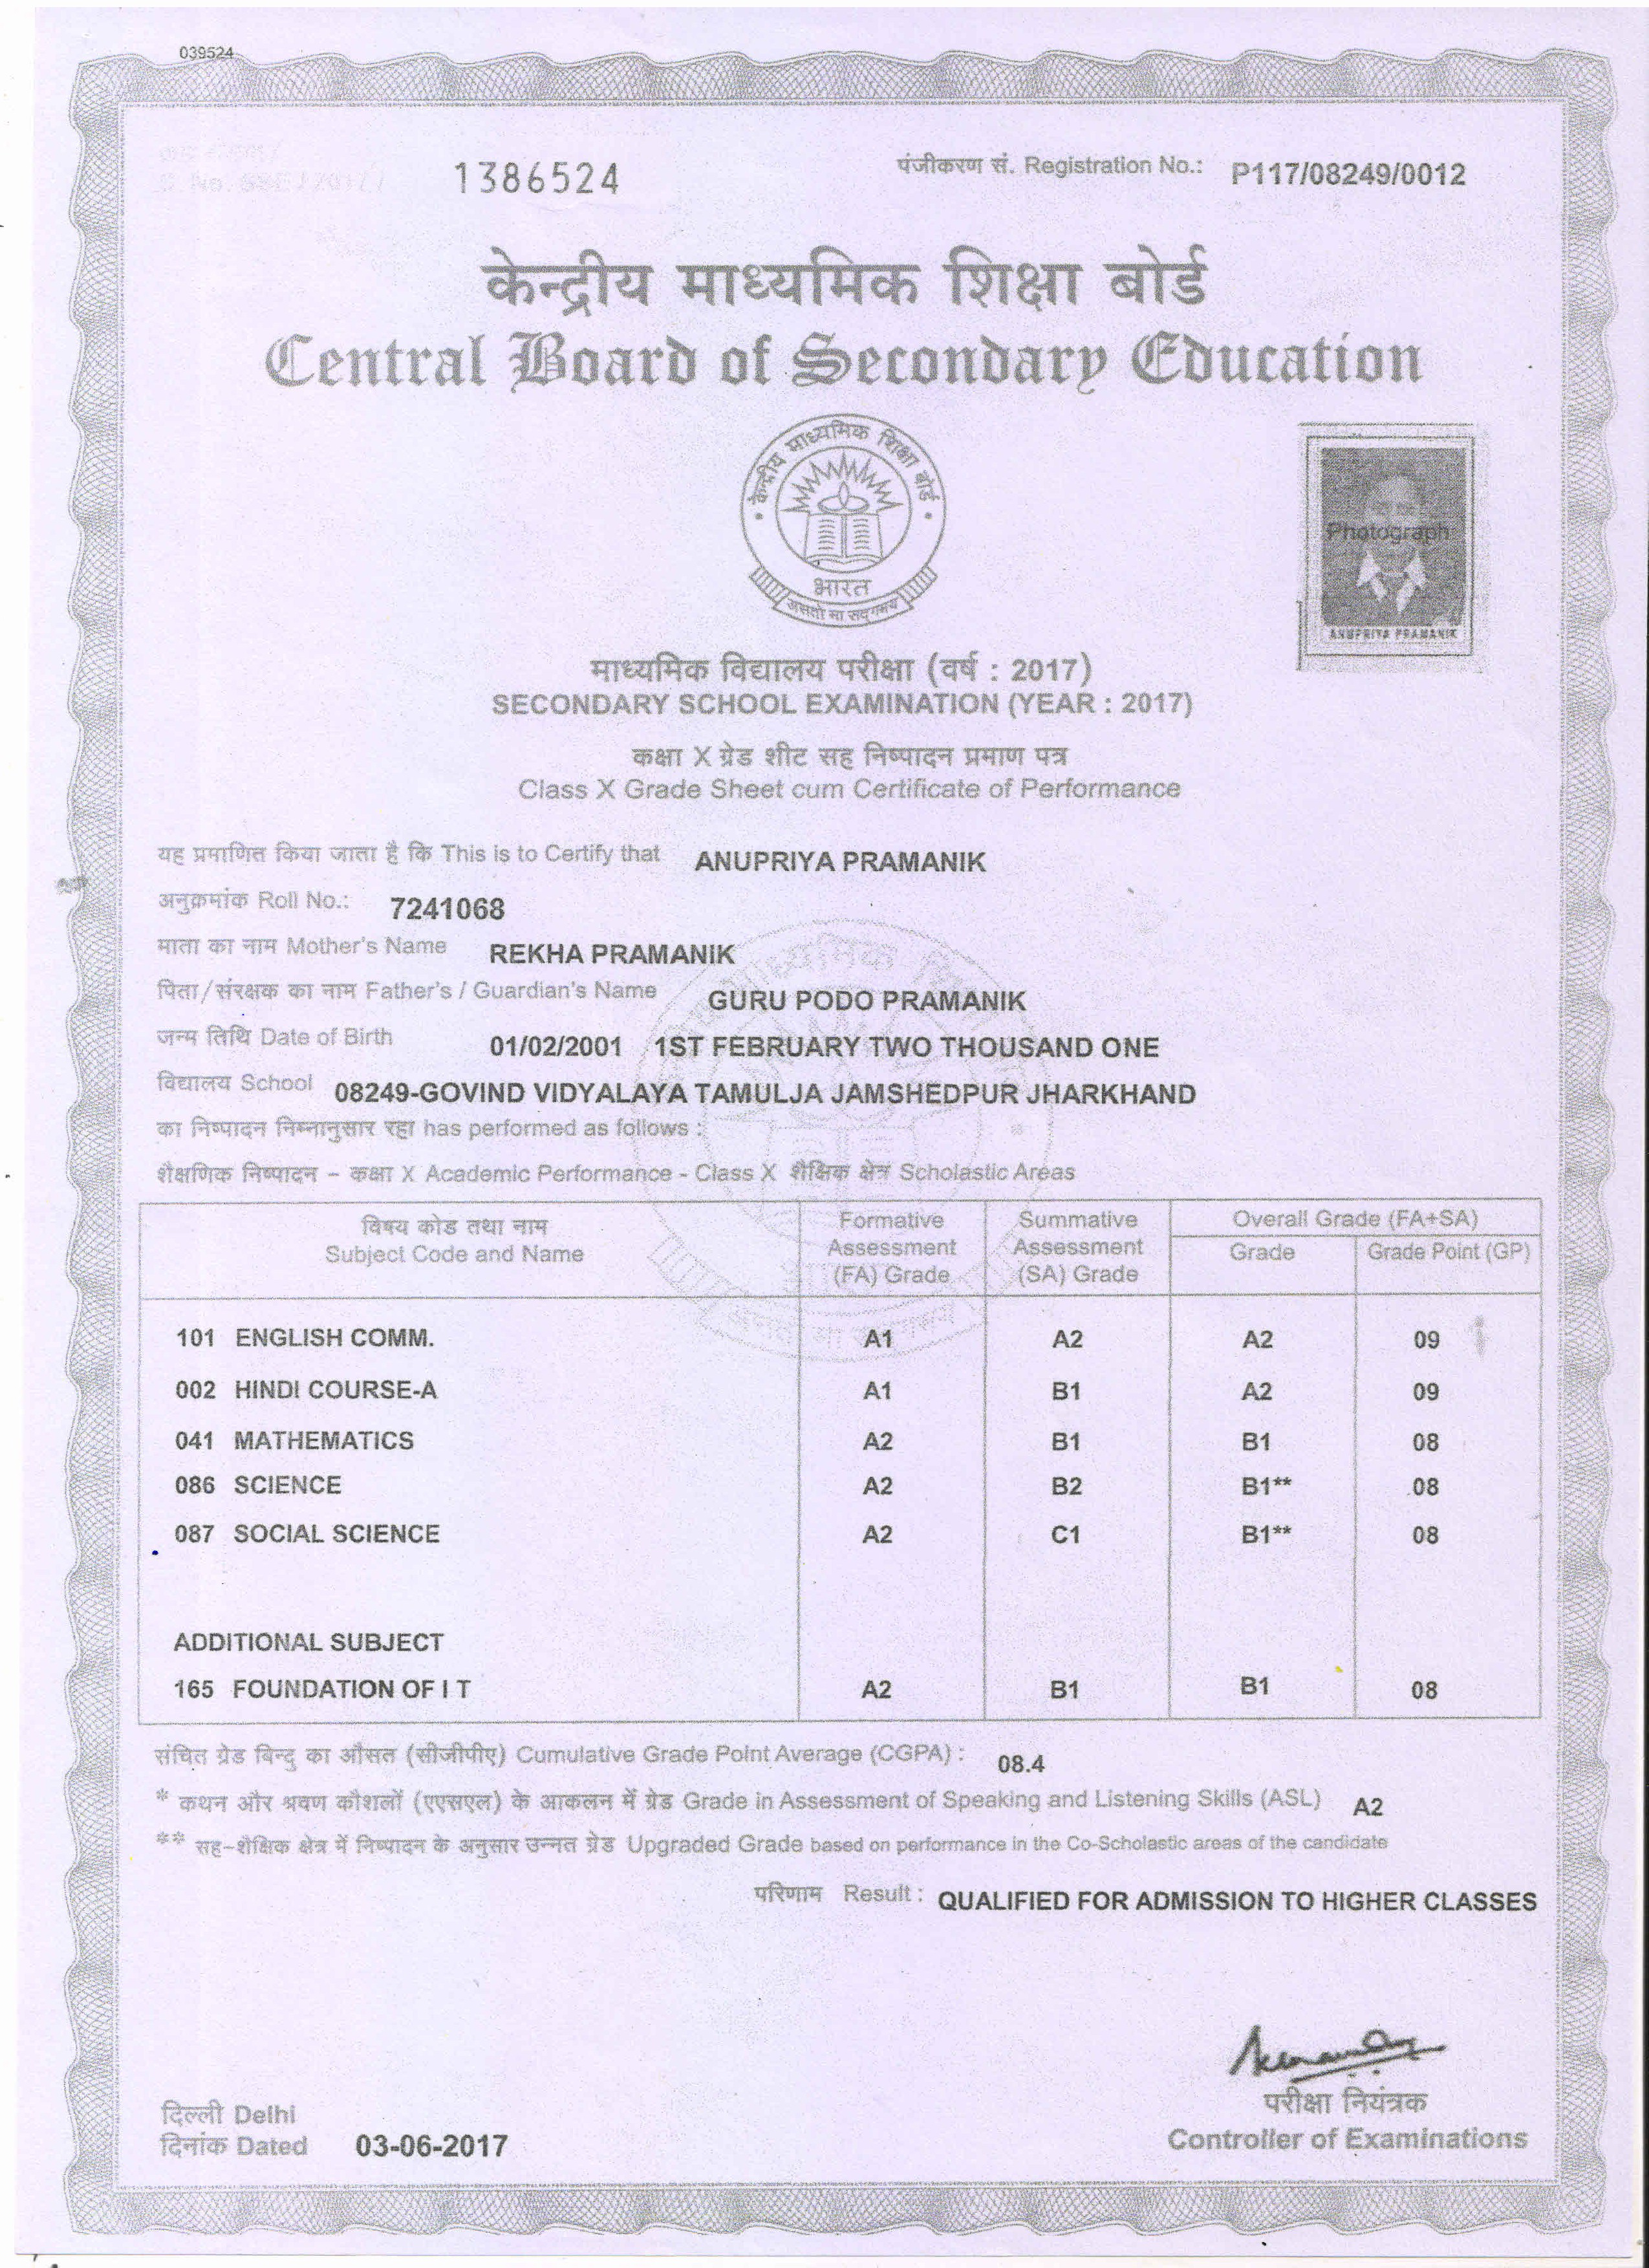 039524
1386524
पंजीकरण सं. Registration No.: P117/08249/0012
केन्द्रीय माध्यमिक शिक्षा बोर्ड
Central Board of Secondary Education
केन्द्रीय माध्यमिक शिक्षा बोर्ड
भारत
असतो मा सद्गमय
Photograph
ANUPRIYA PRAMANIK
माध्यमिक विद्यालय परीक्षा (वर्ष : 2017)
SECONDARY SCHOOL EXAMINATION (YEAR : 2017)
कक्षा X ग्रेड शीट सह निष्पादन प्रमाण पत्र
Class X Grade Sheet cum Certificate of Performance
यह प्रमाणित किया जाता है कि This is to Certify that ANUPRIYA PRAMANIK
अनुक्रमांक Roll No.: 7241068
माता का नाम Mother's Name REKHA PRAMANIK
पिता/संरक्षक का नाम Father's / Guardian's Name GURU PODO PRAMANIK
जन्म तिथि Date of Birth 01/02/2001 1ST FEBRUARY TWO THOUSAND ONE
विद्यालय School 08249-GOVIND VIDYALAYA TAMULJA JAMSHEDPUR JHARKHAND
का निष्पादन निम्नानुसार रहा has performed as follows :
शैक्षणिक निष्पादन – कक्षा X Academic Performance - Class X शैक्षिक क्षेत्र Scholastic Areas
विषय कोड तथा नाम
Subject Code and Name
Formative
Assessment
(FA) Grade
Summative
Assessment
(SA) Grade
Overall Grade (FA+SA)
Grade Grade Point (GP)
101 ENGLISH COMM. A1 A2 A2 09
002 HINDI COURSE-A A1 B1 A2 09
041 MATHEMATICS A2 B1 B1 08
086 SCIENCE A2 B2 B1** 08
087 SOCIAL SCIENCE A2 C1 B1** 08
ADDITIONAL SUBJECT
165 FOUNDATION OF I T A2 B1 B1 08
संचित ग्रेड बिन्दु का औसत (सीजीपीए) Cumulative Grade Point Average (CGPA) : 08.4
* कथन और श्रवण कौशलों (एएसएल) के आकलन में ग्रेड Grade in Assessment of Speaking and Listening Skills (ASL) A2
** सह-शैक्षिक क्षेत्र में निष्पादन के अनुसार उन्नत ग्रेड Upgraded Grade based on performance in the Co-Scholastic areas of the candidate
परिणाम Result : QUALIFIED FOR ADMISSION TO HIGHER CLASSES
परीक्षा नियंत्रक
Controller of Examinations
दिल्ली Delhi
दिनांक Dated 03-06-2017